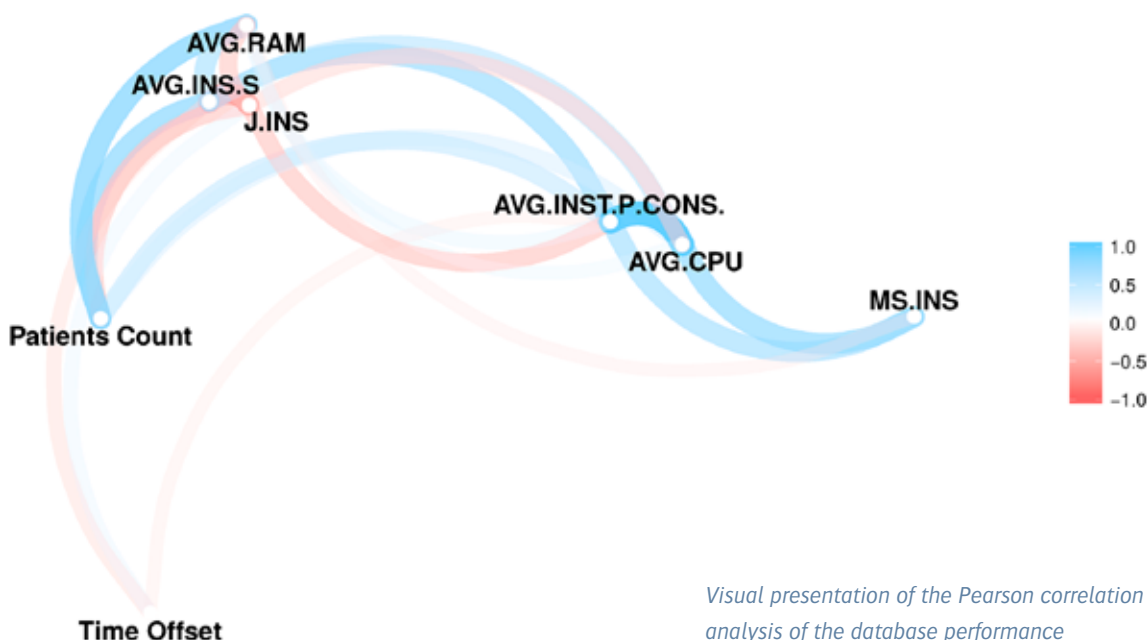 AVG.RAM
AVG.INS.S
J.INS
AVG.INST.P.CONS.
AVG.CPU
MS.INS
Patients Count
Time Offset
1.0
0.5
0.0
−0.5
−1.0
Visual presentation of the Pearson correlation
analysis of the database performance